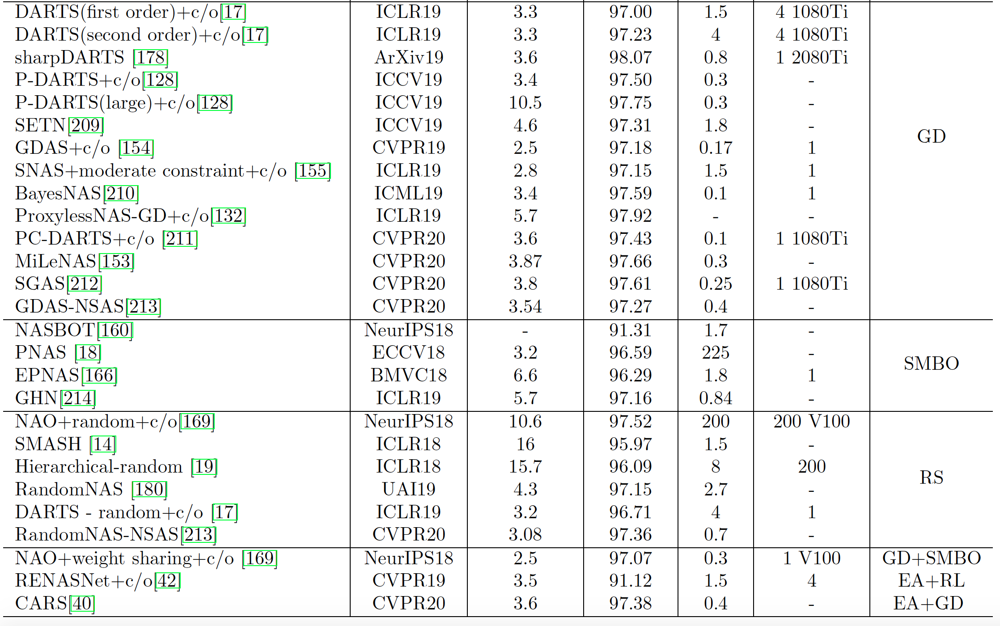 DARTS(first order)+c/o[17] ICLR19 3.3 97.00 1.5 4 1080Ti
DARTS(second order)+c/o[17] ICLR19 3.3 97.23 4 4 1080Ti
sharpDARTS [178] ArXiv19 3.6 98.07 0.8 1 2080Ti
P-DARTS+c/o[128] ICCV19 3.4 97.50 0.3 -
P-DARTS(large)+c/o[128] ICCV19 10.5 97.75 0.3 -
SETN[209] ICCV19 4.6 97.31 1.8 -
GD
GDAS+c/o [154] CVPR19 2.5 97.18 0.17 1
SNAS+moderate constraint+c/o [155] ICLR19 2.8 97.15 1.5 1
BayesNAS[210] ICML19 3.4 97.59 0.1 1
ProxylessNAS-GD+c/o[132] ICLR19 5.7 97.92 - -
PC-DARTS+c/o [211] CVPR20 3.6 97.43 0.1 1 1080Ti
MiLeNAS[153] CVPR20 3.87 97.66 0.3 -
SGAS[212] CVPR20 3.8 97.61 0.25 1 1080Ti
GDAS-NSAS[213] CVPR20 3.54 97.27 0.4 -
NASBOT[160] NeurIPS18 - 91.31 1.7 -
PNAS [18] ECCV18 3.2 96.59 225 -
SMBO
EPNAS[166] BMVC18 6.6 96.29 1.8 1
GHN[214] ICLR19 5.7 97.16 0.84 -
NAO+random+c/o[169] NeurIPS18 10.6 97.52 200 200 V100
SMASH [14] ICLR18 16 95.97 1.5 -
Hierarchical-random [19] ICLR18 15.7 96.09 8 200
RS
RandomNAS [180] UAI19 4.3 97.15 2.7 -
DARTS - random+c/o [17] ICLR19 3.2 96.71 4 1
RandomNAS-NSAS[213] CVPR20 3.08 97.36 0.7 -
NAO+weight sharing+c/o [169] NeurIPS18 2.5 97.07 0.3 1 V100 GD+SMBO
RENASNet+c/o[42] CVPR19 3.5 91.12 1.5 4 EA+RL
CARS[40] CVPR20 3.6 97.38 0.4 - EA+GD